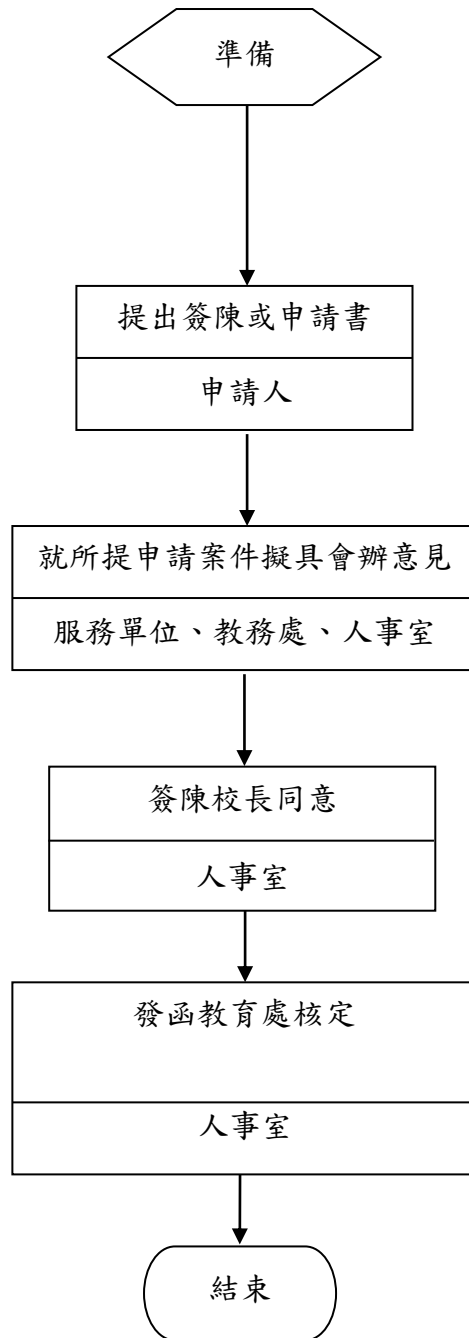 準備
提出簽陳或申請書
申請人
就所提申請案件擬具會辦意見
服務單位、教務處、人事室
簽陳校長同意
人事室
發函教育處核定
人事室
結束